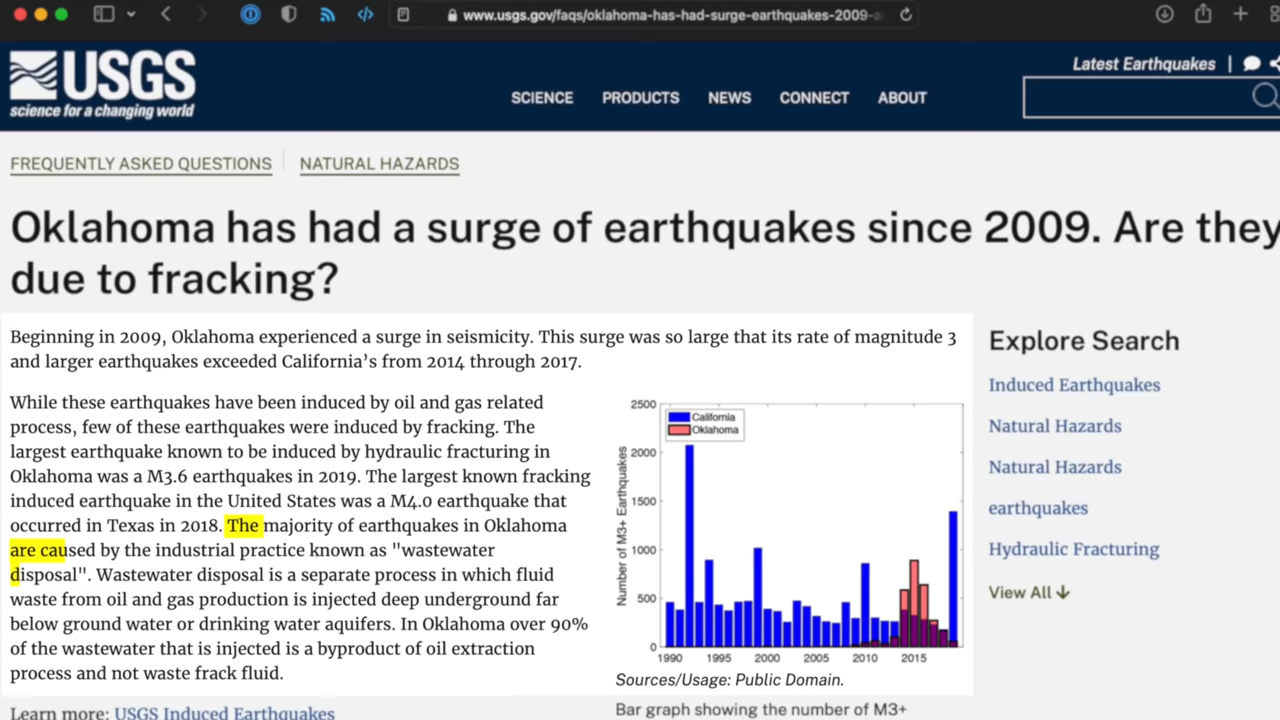 www.usgs.gov/faqs/oklahoma-has-had-surge-earthquakes-2009-a
USGS
science for a changing world
Latest Earthquakes |
SCIENCE PRODUCTS NEWS CONNECT ABOUT
FREQUENTLY ASKED QUESTIONS NATURAL HAZARDS
Oklahoma has had a surge of earthquakes since 2009. Are they
due to fracking?
Beginning in 2009, Oklahoma experienced a surge in seismicity. This surge was so large that its rate of magnitude 3
and larger earthquakes exceeded California's from 2014 through 2017.
While these earthquakes have been induced by oil and gas related
process, few of these earthquakes were induced by fracking. The
largest earthquake known to be induced by hydraulic fracturing in
Oklahoma was a M3.6 earthquakes in 2019. The largest known fracking
induced earthquake in the United States was a M4.0 earthquake that
occurred in Texas in 2018. The majority of earthquakes in Oklahoma
are caused by the industrial practice known as "wastewater
disposal". Wastewater disposal is a separate process in which fluid
waste from oil and gas production is injected deep underground far
below ground water or drinking water aquifers. In Oklahoma over 90%
of the wastewater that is injected is a byproduct of oil extraction
process and not waste frack fluid.
Learn more: USGS Induced Earthquakes
Number of M3+ Earthquakes
2500
2000
1500
1000
500
0
California
Oklahoma
1990 1995 2000 2005 2010 2015
Sources/Usage: Public Domain.
Bar graph showing the number of M3+
Explore Search
Induced Earthquakes
Natural Hazards
Natural Hazards
earthquakes
Hydraulic Fracturing
View All